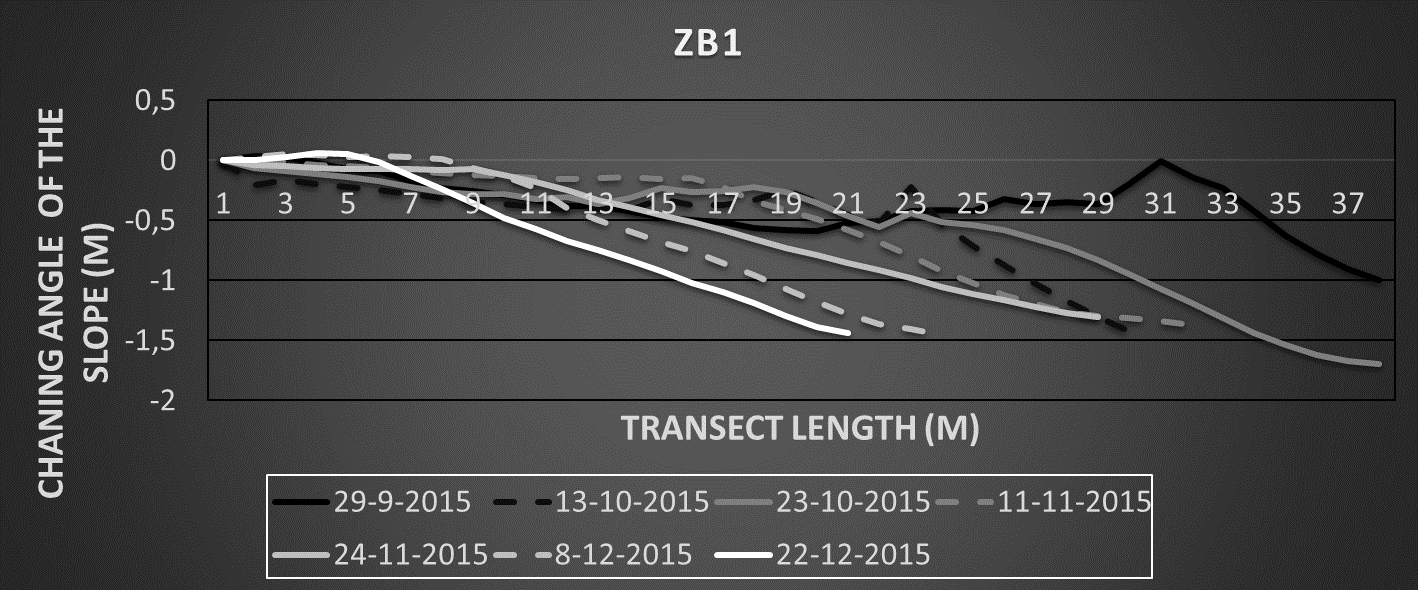 ZB1
CHANING ANGLE OF THE
SLOPE (M)
0,5
0
-0,5
-1
-1,5
-2
1 3 5 7 9 11 13 15 17 19 21 23 25 27 29 31 33 35 37
TRANSECT LENGTH (M)
29-9-2015 13-10-2015 23-10-2015 11-11-2015
24-11-2015 8-12-2015 22-12-2015